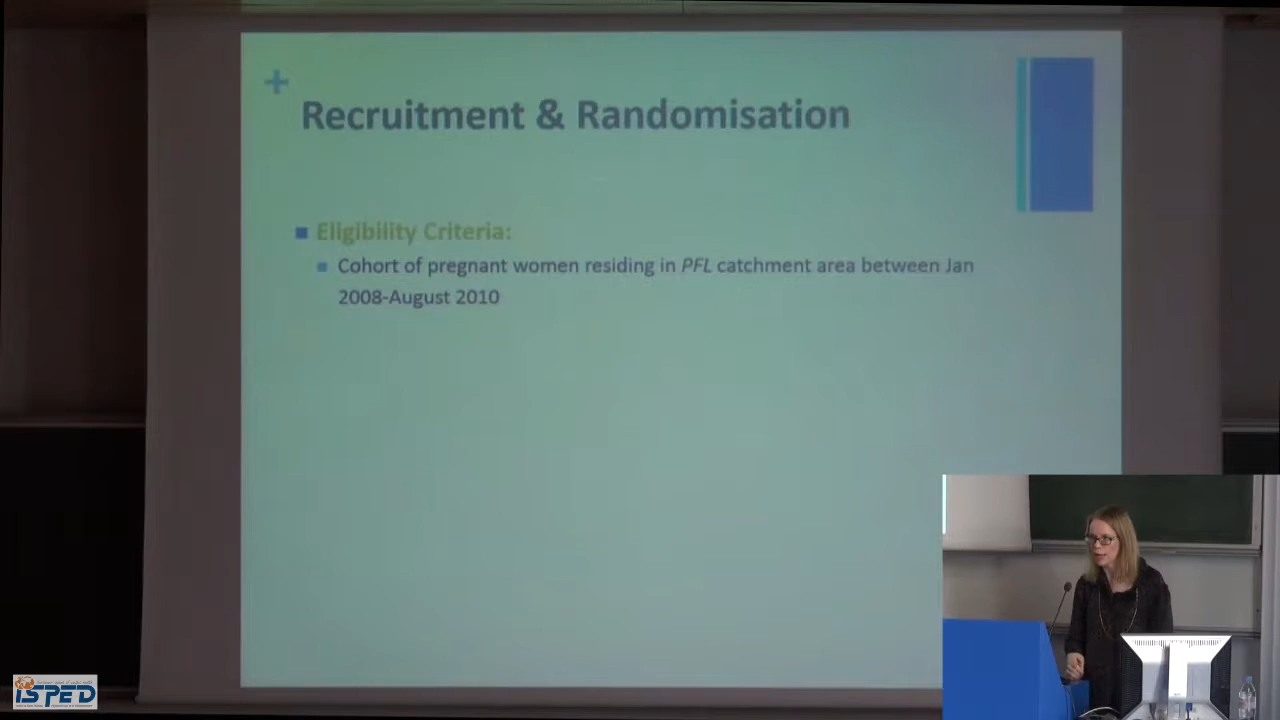 +
Recruitment & Randomisation
Eligibility Criteria:
Cohort of pregnant women residing in PFL catchment area between Jan
2008-August 2010
ISPED